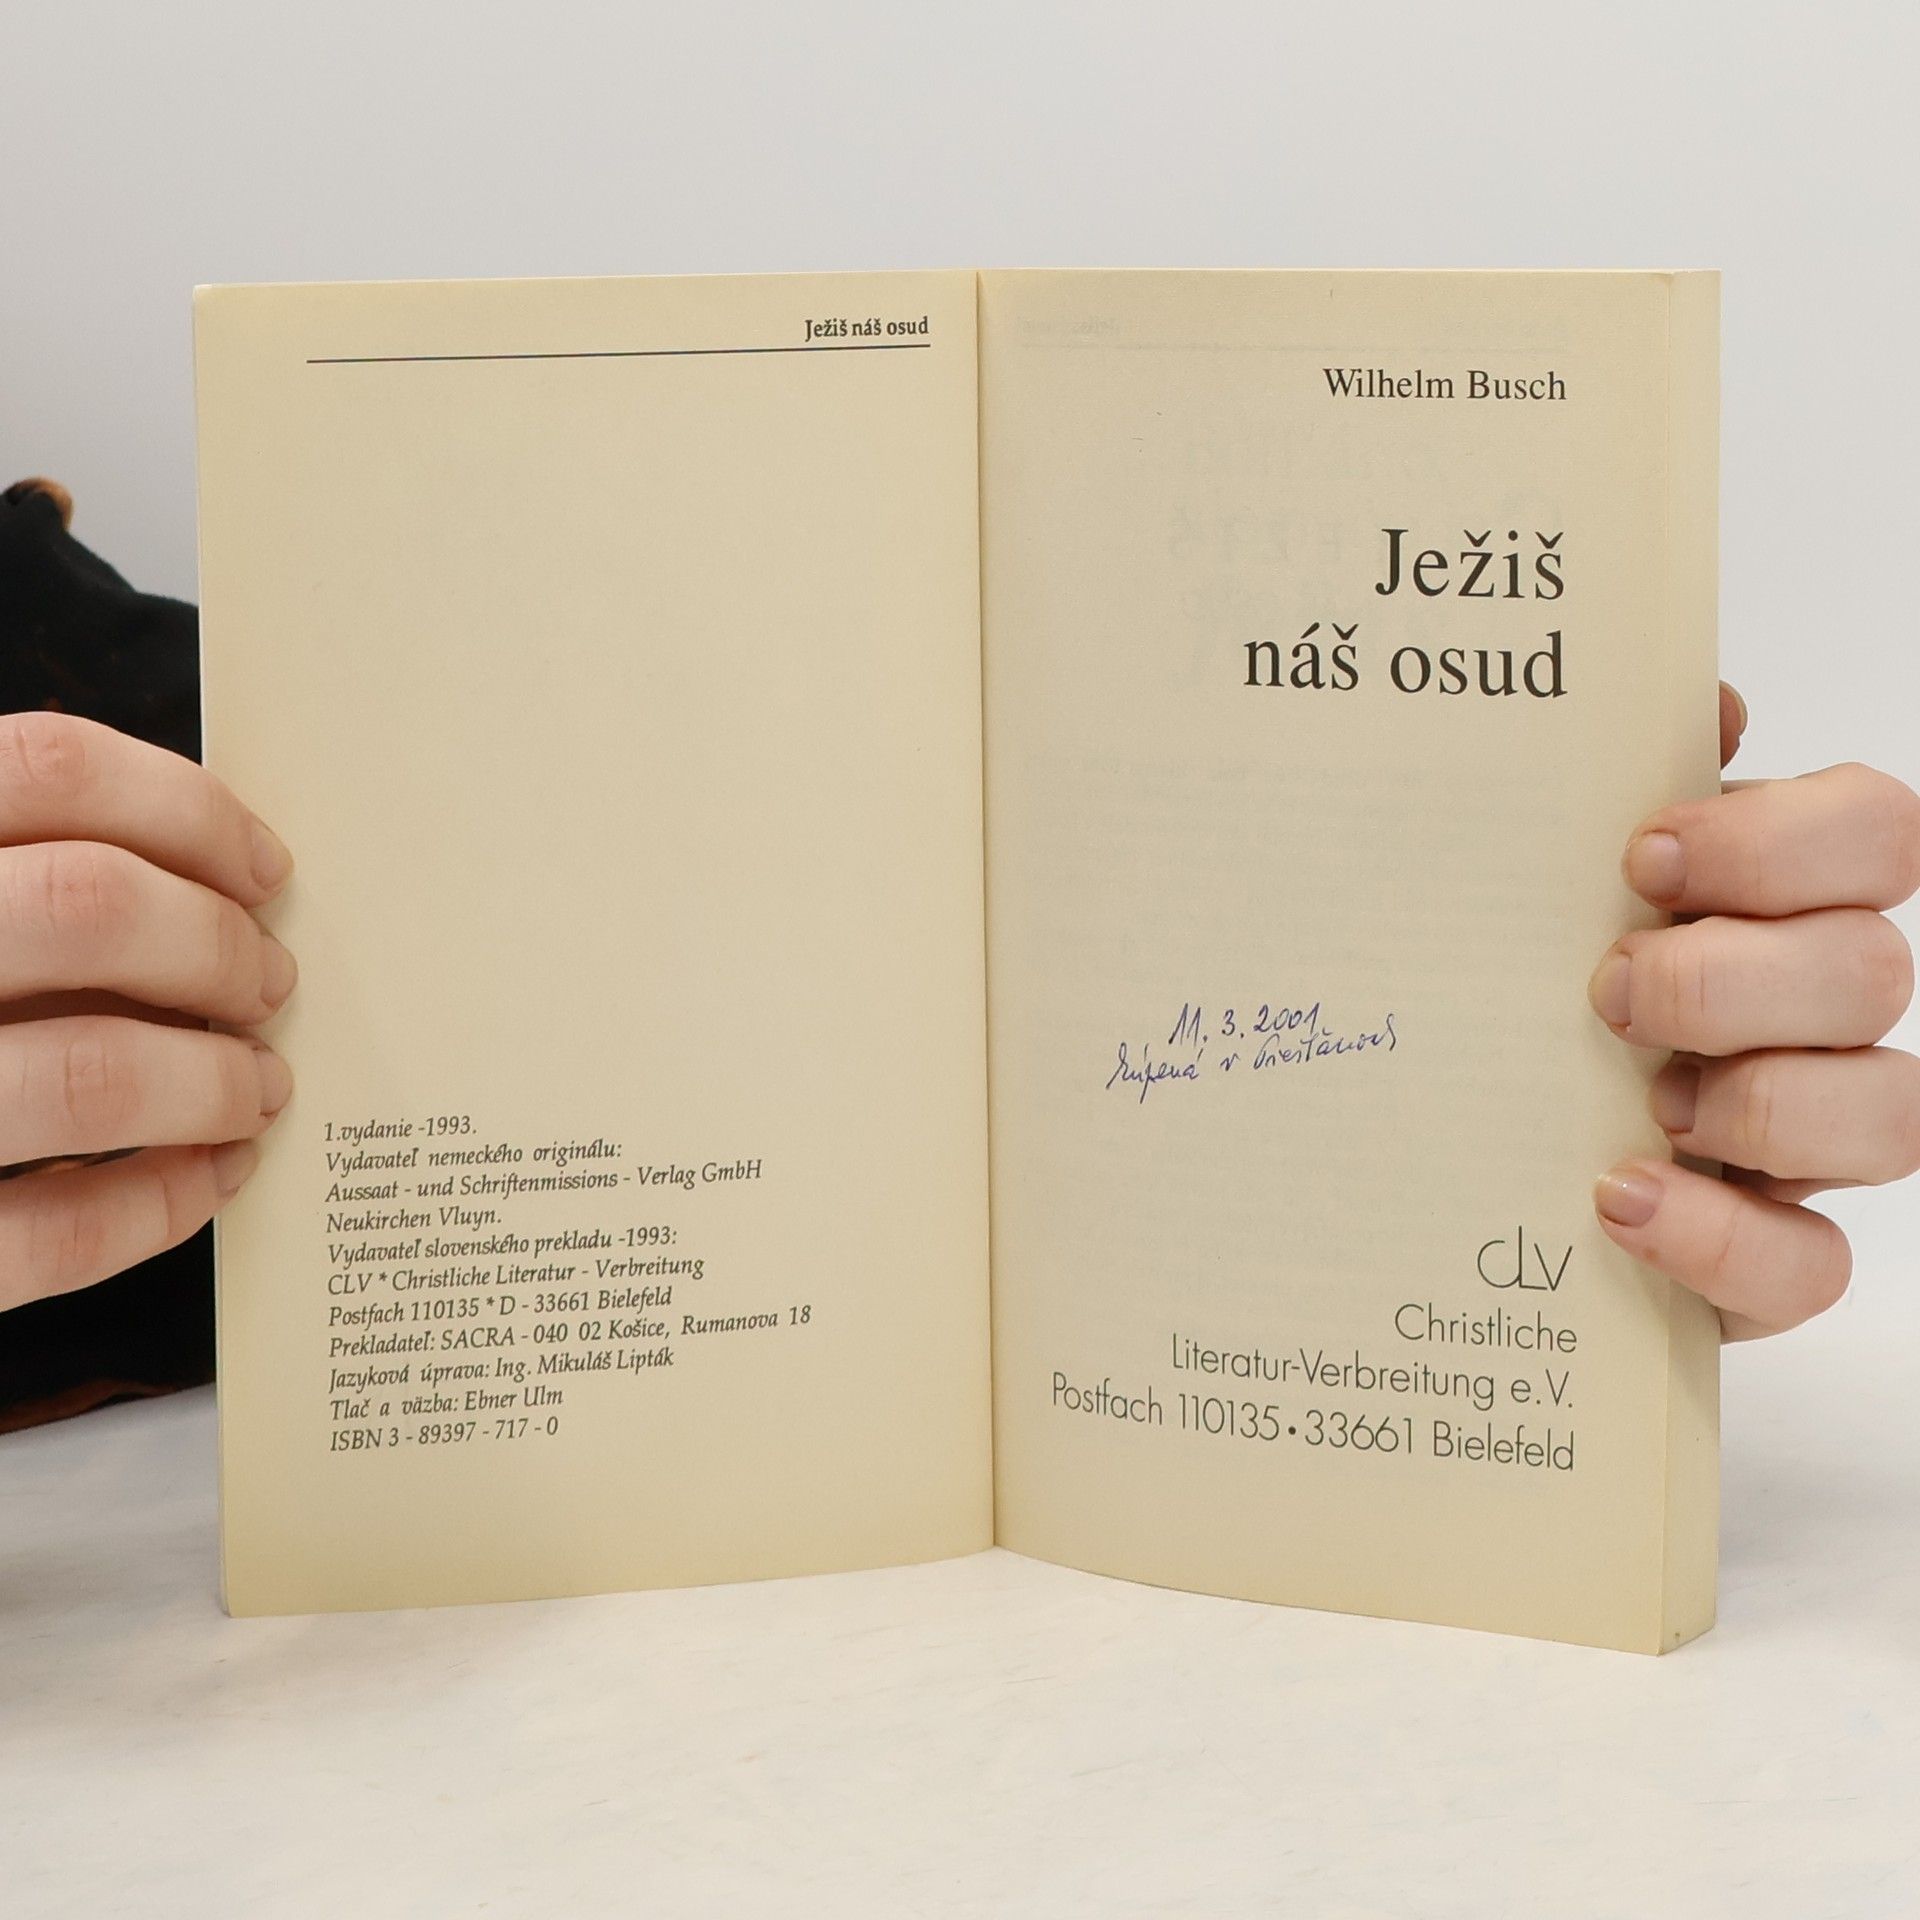 Ježiš náš osud
1.vydanie -1993.
Vydavateľ nemeckého originálu:
Aussaat - und Schriftenmissions - Verlag GmbH
Neukirchen Vluyn.
Vydavateľ slovenského prekladu -1993:
CLV * Christliche Literatur - Verbreitung
Postfach 110135 * D - 33661 Bielefeld
Prekladateľ: SACRA - 040 02 Košice, Rumanova 18
Jazyková úprava: Ing. Mikuláš Lipták
Tlač a väzba: Ebner Ulm
ISBN 3 - 89397 - 717 - 0
Wilhelm Busch
Ježiš
náš osud
11. 3. 2001
kúpená v Piešťanoch
CLV
Christliche
Literatur-Verbreitung e.V.
Postfach 110135 • 33661 Bielefeld